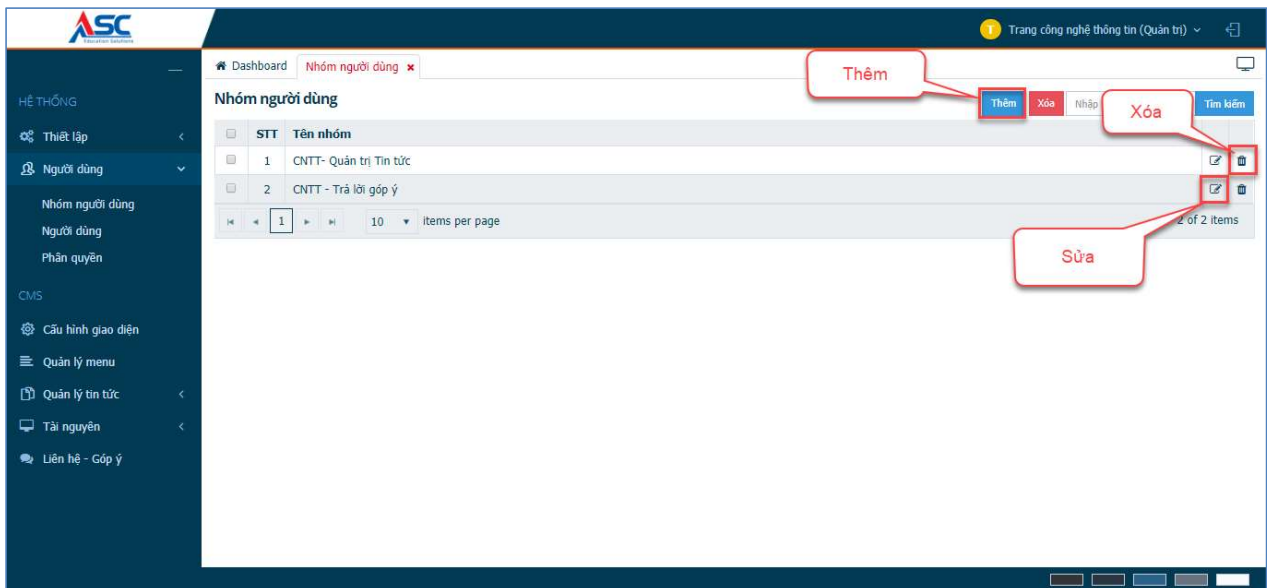 ASC
Education Solutions
T Trang công nghệ thông tin (Quản trị)
Dashboard Nhóm người dùng
Thêm
HỆ THỐNG
Nhóm người dùng
Thêm Xóa Nhập Tìm kiếm
Xóa
Thiết lập
STT Tên nhóm
1 CNTT- Quản trị Tin tức
Người dùng
2 CNTT - Trả lời góp ý
Nhóm người dùng
1 10 items per page 2 of 2 items
Người dùng
Sửa
Phân quyền
CMS
Cấu hình giao diện
Quản lý menu
Quản lý tin tức
Tài nguyên
Liên hệ - Góp ý